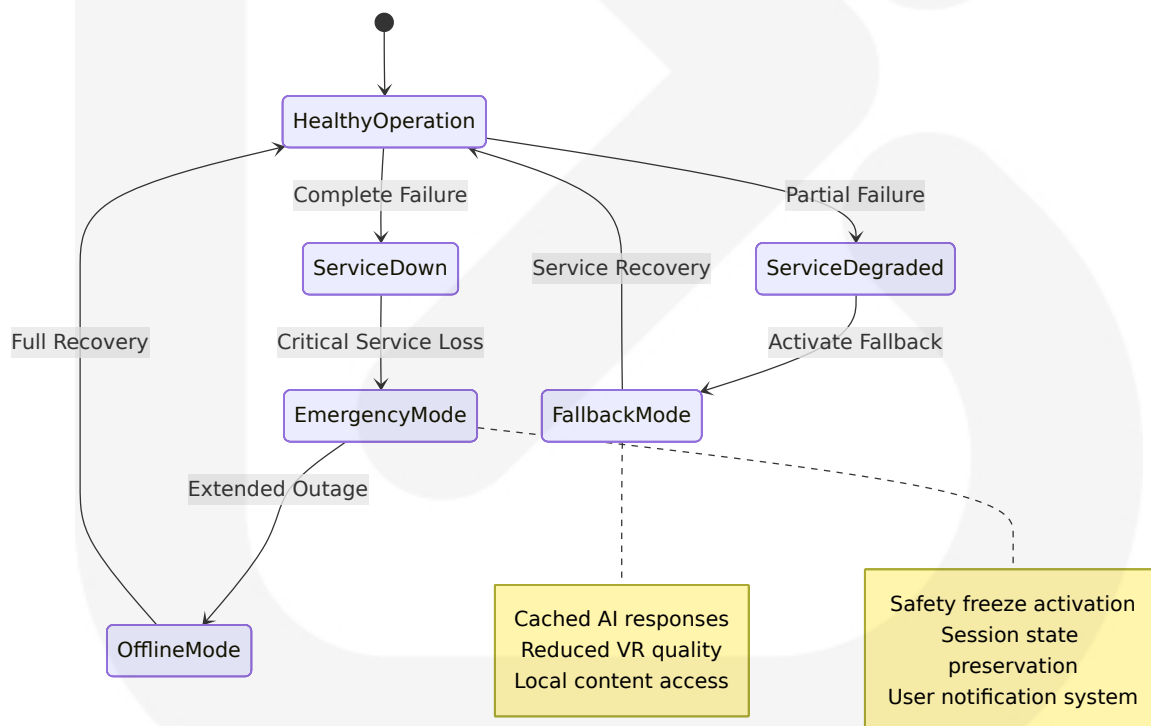 HealthyOperation
Complete Failure
Partial Failure
ServiceDown
Service Recovery
ServiceDegraded
Full Recovery
Critical Service Loss
Activate Fallback
EmergencyMode
FallbackMode
Extended Outage
OfflineMode
Cached AI responses
Reduced VR quality
Local content access
Safety freeze activation
Session state
preservation
User notification system